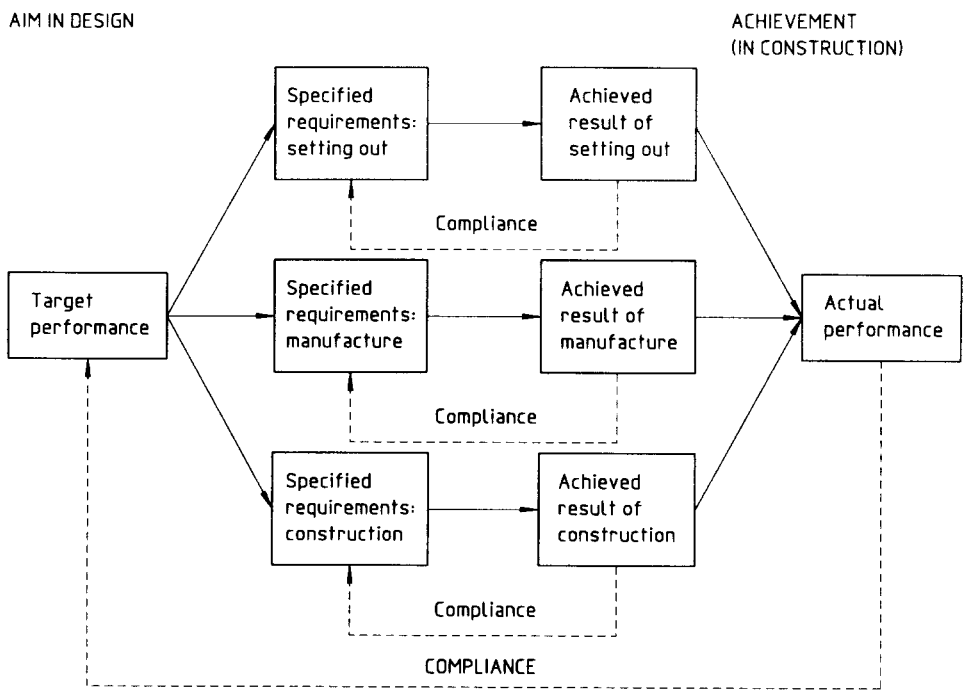 AIM IN DESIGN
ACHIEVEMENT
(IN CONSTRUCTION)
Specified
requirements:
setting out
Achieved
result of
setting out
Compliance
Target
performance
Specified
requirements:
manufacture
Achieved
result of
manufacture
Actual
performance
Compliance
Specified
requirements:
construction
Achieved
result of
construction
Compliance
COMPLIANCE